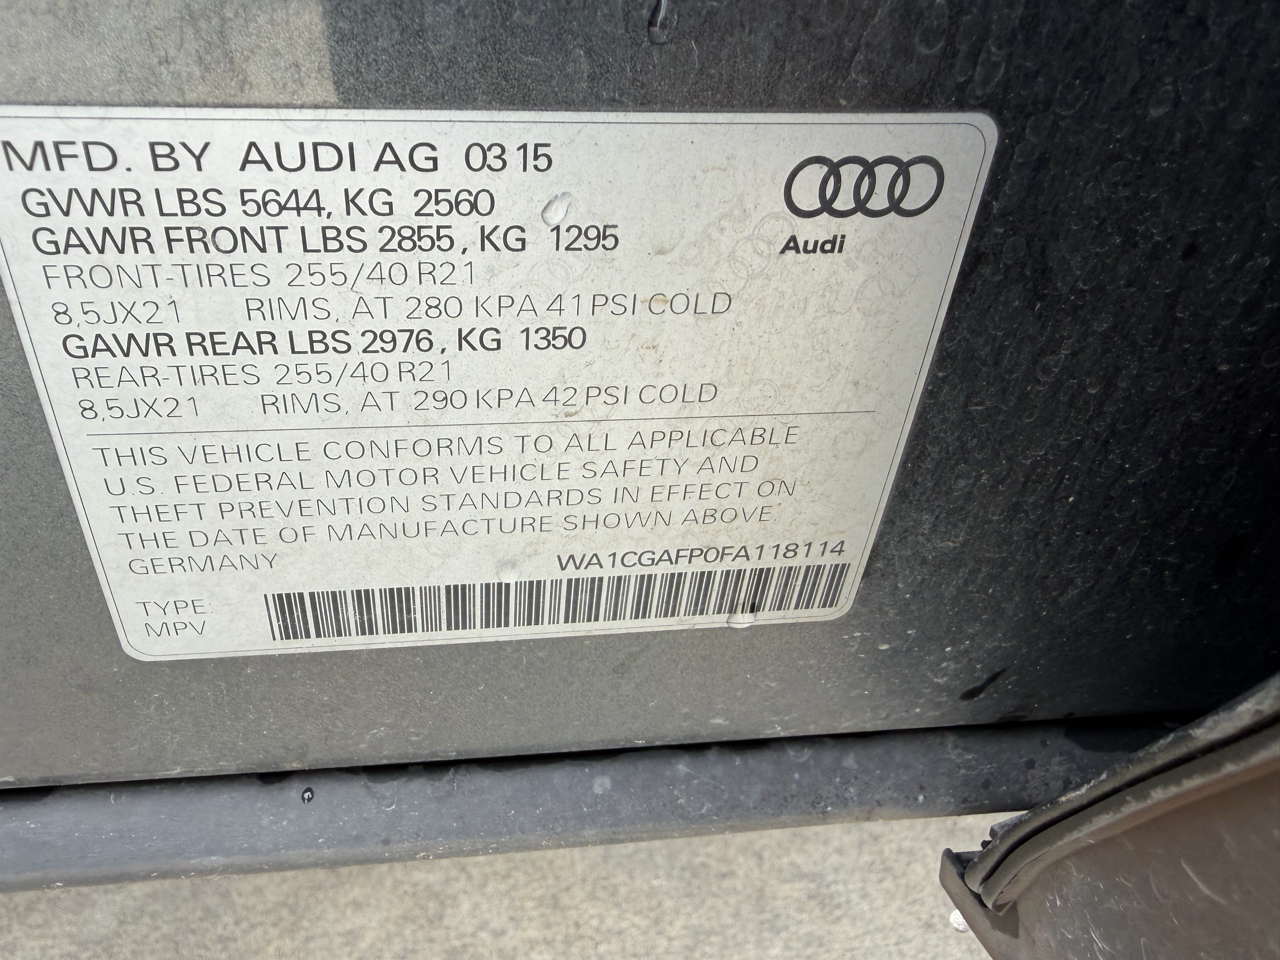 MFD. BY AUDI AG 03 15
GVWR LBS 5644, KG 2560
GAWR FRONT LBS 2855, KG 1295
FRONT-TIRES 255/40 R21
8,5JX21 RIMS, AT 280 KPA 41 PSI COLD
GAWR REAR LBS 2976, KG 1350
REAR-TIRES 255/40 R21
8,5JX21 RIMS, AT 290 KPA 42 PSI COLD
Audi
THIS VEHICLE CONFORMS TO ALL APPLICABLE
U.S. FEDERAL MOTOR VEHICLE SAFETY AND
THEFT PREVENTION STANDARDS IN EFFECT ON
THE DATE OF MANUFACTURE SHOWN ABOVE.
GERMANY WA1CGAFP0FA118114
TYPE:
MPV